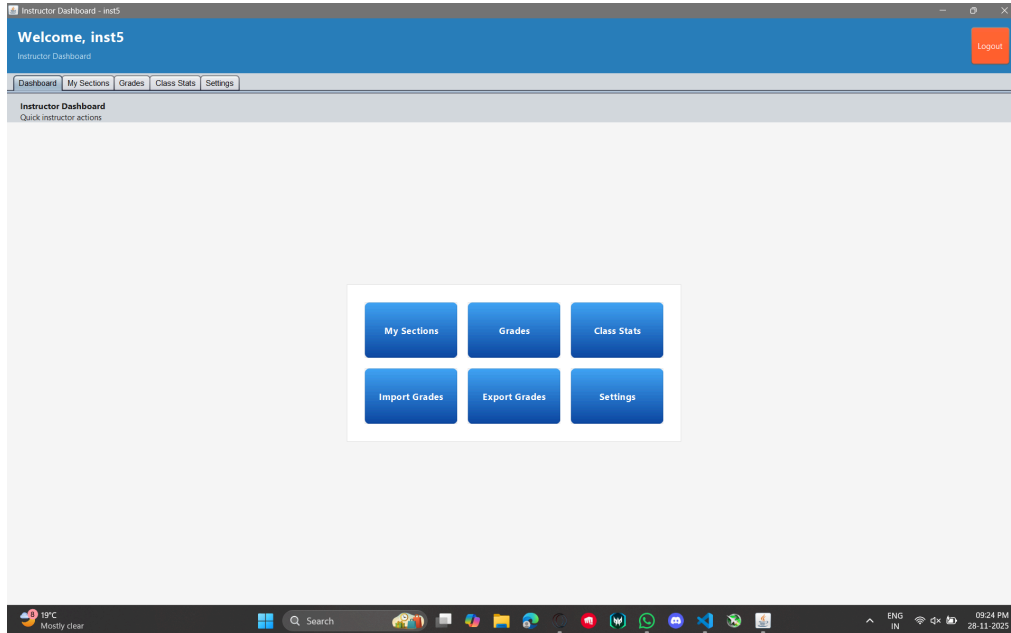 Instructor Dashboard - inst5
Welcome, inst5
Instructor Dashboard
Logout
Dashboard My Sections Grades Class Stats Settings
Instructor Dashboard
Quick instructor actions
My Sections Grades Class Stats
Import Grades Export Grades Settings
8
19°C
Mostly clear
Search
ENG
IN
09:24 PM
28-11-2025